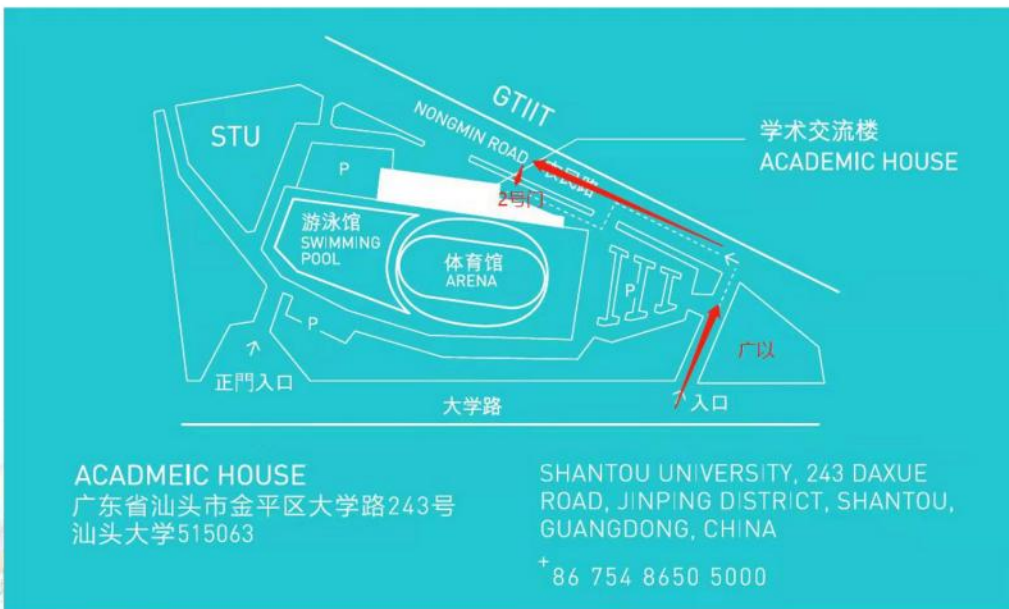 GTIIT
NONGMIN ROAD 农民路
学术交流楼
ACADEMIC HOUSE
STU
P
2号门
游泳馆
SWIMMING
POOL
体育馆
ARENA
P
P
广以
正門入口
入口
大学路
ACADMEIC HOUSE
广东省汕头市金平区大学路243号
汕头大学515063
SHANTOU UNIVERSITY, 243 DAXUE
ROAD, JINPING DISTRICT, SHANTOU,
GUANGDONG, CHINA
+86 754 8650 5000